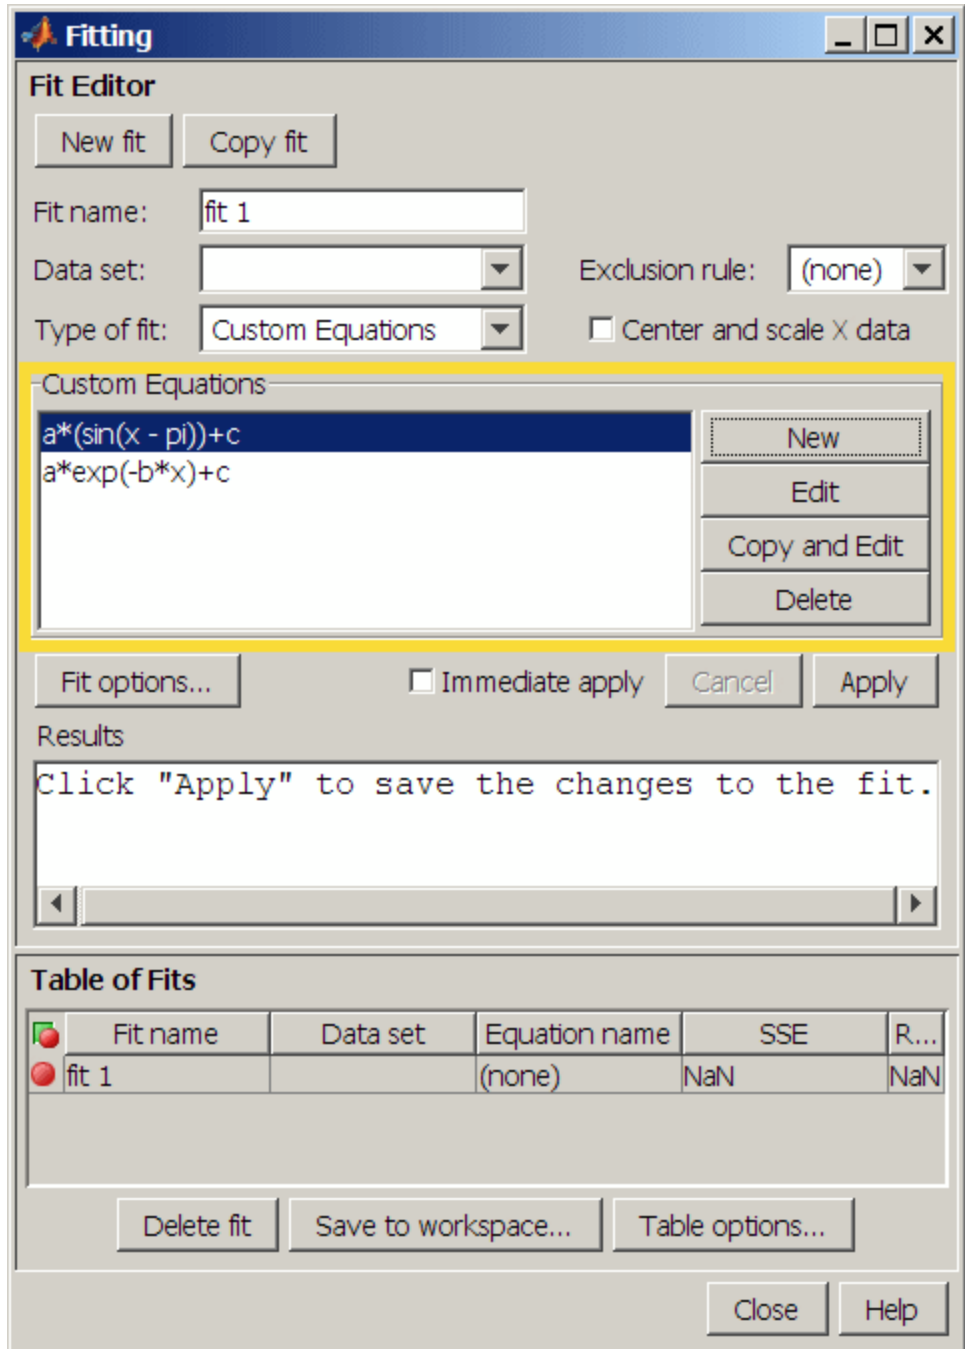 Fitting
Fit Editor
New fit Copy fit
Fit name: fit 1
Data set: Exclusion rule: (none)
Type of fit: Custom Equations Center and scale X data
Custom Equations
a*(sin(x - pi))+c New
a*exp(-b*x)+c Edit
Copy and Edit
Delete
Fit options... Immediate apply Cancel Apply
Results
Click "Apply" to save the changes to the fit.
Table of Fits
Fit name Data set Equation name SSE R...
fit 1 (none) NaN NaN
Delete fit Save to workspace... Table options...
Close Help